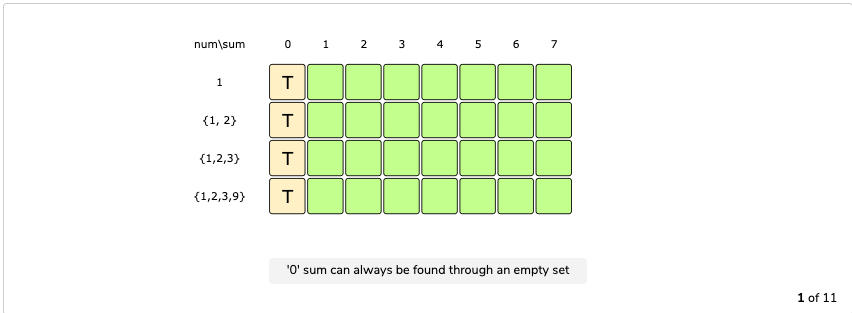 num\sum 0 1 2 3 4 5 6 7
1 T
{1, 2} T
{1,2,3} T
{1,2,3,9} T
'0' sum can always be found through an empty set
1 of 11